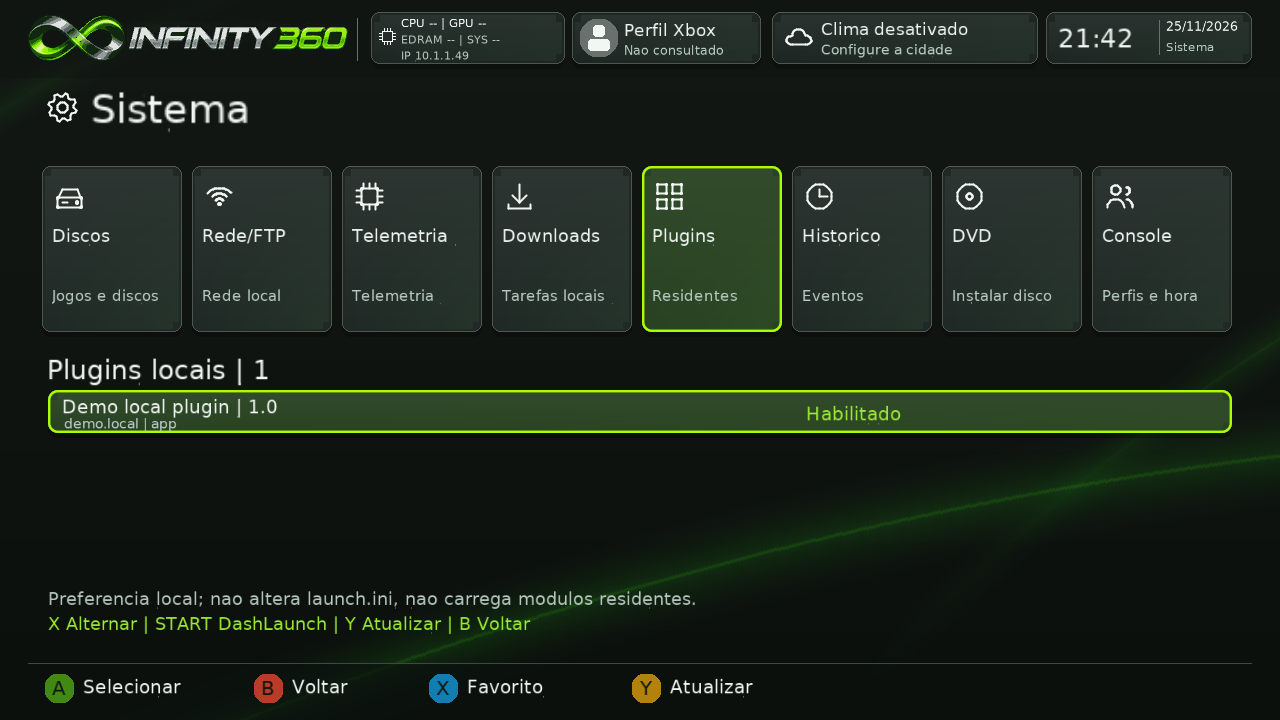 INFINITY 360
CPU -- | GPU --
EDRAM -- | SYS --
IP 10.1.1.49
Perfil Xbox
Nao consultado
Clima desativado
Configure a cidade
21:42
25/11/2026
Sistema
Sistema
Discos
Jogos e discos
Rede/FTP
Rede local
Telemetria
Telemetria
Downloads
Tarefas locais
Plugins
Residentes
Historico
Eventos
DVD
Instalar disco
Console
Perfis e hora
Plugins locais | 1
Demo local plugin | 1.0
demo.local | app
Habilitado
Preferencia local; nao altera launch.ini, nao carrega modulos residentes.
X Alternar | START DashLaunch | Y Atualizar | B Voltar
A Selecionar
B Voltar
X Favorito
Y Atualizar